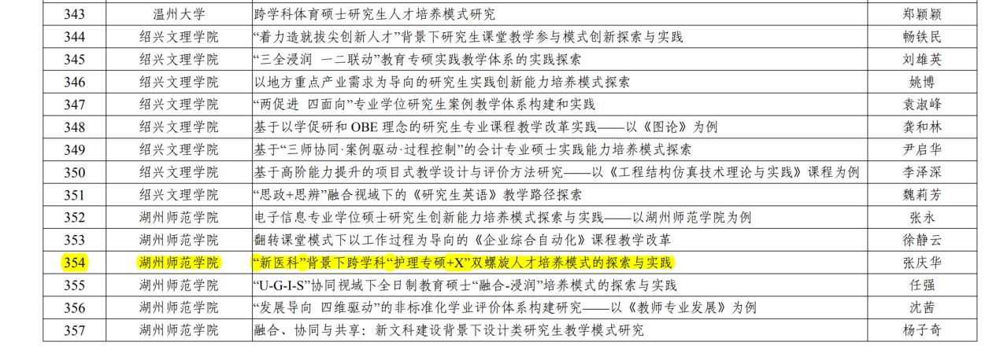 343 温州大学 跨学科体育硕士研究生人才培养模式研究 郑颖颖
344 绍兴文理学院 “着力造就拔尖创新人才”背景下研究生课堂教学参与模式创新探索与实践 畅铁民
345 绍兴文理学院 “三全浸润 一二联动”教育专硕实践教学体系的实践探索 刘雄英
346 绍兴文理学院 以地方重点产业需求为导向的研究生实践创新能力培养模式探索 姚博
347 绍兴文理学院 “两促进 四面向”专业学位研究生案例教学体系构建和实践 袁淑峰
348 绍兴文理学院 基于以学促研和 OBE 理念的研究生专业课程教学改革实践——以《图论》为例 龚和林
349 绍兴文理学院 基于“三师协同·案例驱动·过程控制”的会计专业硕士实践能力培养模式探索 尹启华
350 绍兴文理学院 基于高阶能力提升的项目式教学设计与评价方法研究——以《工程结构仿真技术理论与实践》课程为例 李泽深
351 绍兴文理学院 “思政+思辨”融合视域下的《研究生英语》教学路径探索 魏莉芳
352 湖州师范学院 电子信息专业学位硕士研究生创新能力培养模式探索与实践——以湖州师范学院为例 张永
353 湖州师范学院 翻转课堂模式下以工作过程为导向的《企业综合自动化》课程教学改革 徐静云
354 湖州师范学院 “新医科”背景下跨学科“护理专硕+X”双螺旋人才培养模式的探索与实践 张庆华
355 湖州师范学院 “U-G-I-S”协同视域下全日制教育硕士“融合-浸润”培养模式的探索与实践 任强
356 湖州师范学院 “发展导向 四维驱动”的非标准化学业评价体系构建研究——以《教师专业发展》为例 沈茜
357 湖州师范学院 融合、协同与共享：新文科建设背景下设计类研究生教学模式研究 杨子奇